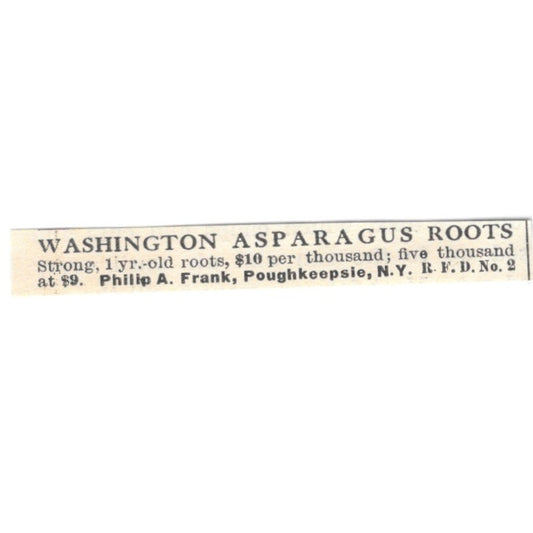 WASHINGTON ASPARAGUS ROOTS
Strong, 1 yr.-old roots, $10 per thousand; five thousand
at $9. Philip A. Frank, Poughkeepsie, N.Y. R. F. D. No. 2